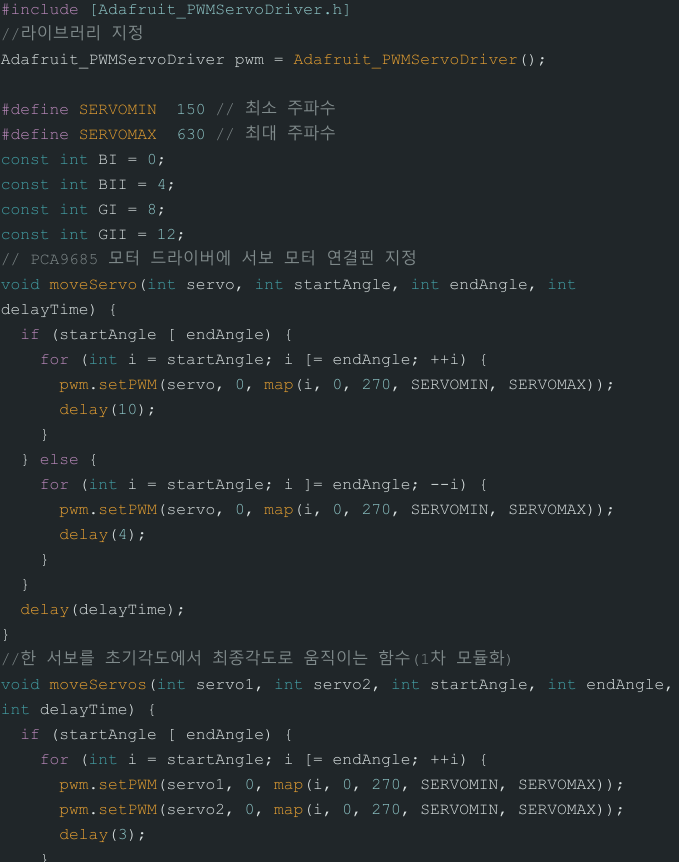 #include [Adafruit_PWMServoDriver.h]
//라이브러리 지정
Adafruit_PWMServoDriver pwm = Adafruit_PWMServoDriver();
#define SERVOMIN  150 // 최소 주파수
#define SERVOMAX  630 // 최대 주파수
const int BI = 0;
const int BII = 4;
const int GI = 8;
const int GII = 12;
// PCA9685 모터 드라이버에 서보 모터 연결핀 지정
void moveServo(int servo, int startAngle, int endAngle, int
delayTime) {
  if (startAngle [ endAngle) {
    for (int i = startAngle; i [= endAngle; ++i) {
      pwm.setPWM(servo, 0, map(i, 0, 270, SERVOMIN, SERVOMAX));
      delay(10);
    }
  } else {
    for (int i = startAngle; i ]= endAngle; --i) {
      pwm.setPWM(servo, 0, map(i, 0, 270, SERVOMIN, SERVOMAX));
      delay(4);
    }
  }
  delay(delayTime);
}
//한 서보를 초기각도에서 최종각도로 움직이는 함수(1차 모듈화)
void moveServos(int servo1, int servo2, int startAngle, int endAngle,
int delayTime) {
  if (startAngle [ endAngle) {
    for (int i = startAngle; i [= endAngle; ++i) {
      pwm.setPWM(servo1, 0, map(i, 0, 270, SERVOMIN, SERVOMAX));
      pwm.setPWM(servo2, 0, map(i, 0, 270, SERVOMIN, SERVOMAX));
      delay(3);
    }